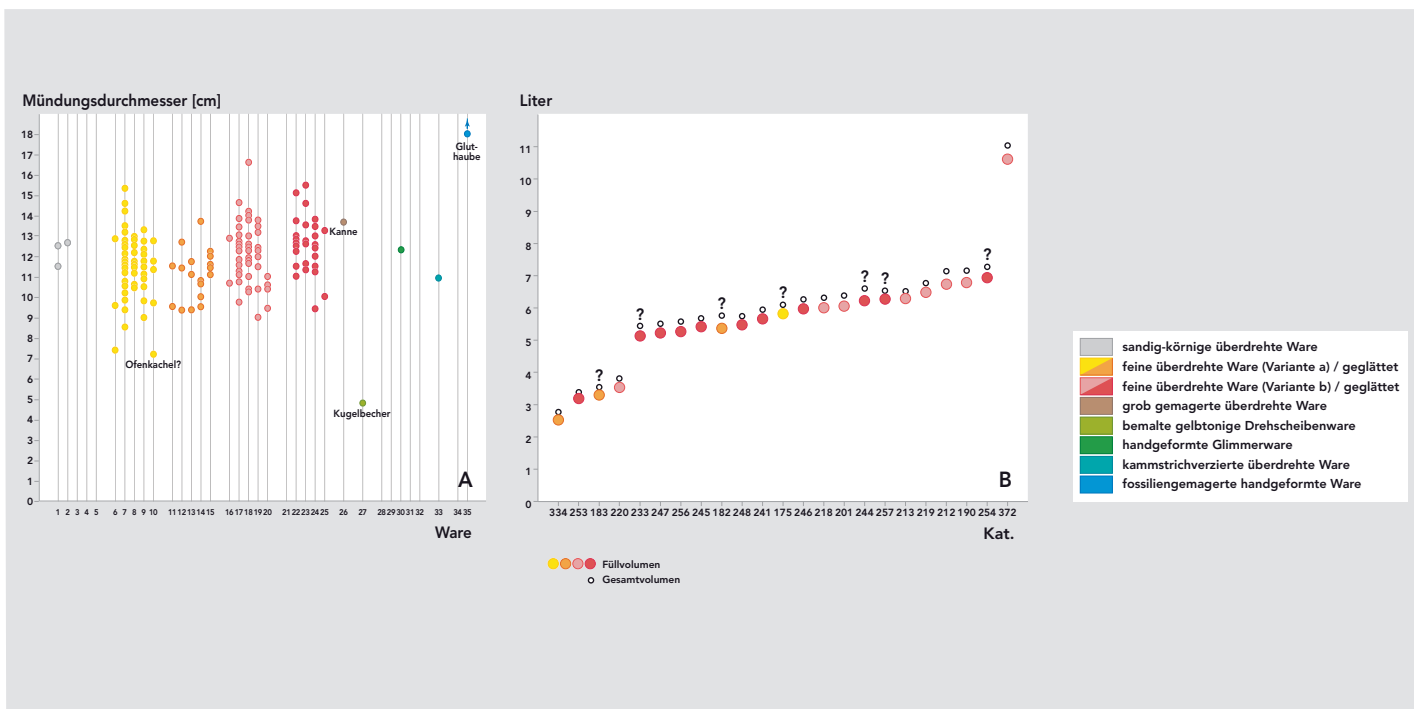 Mündungsdurchmesser [cm]
18
17
16
15
14
13
12
11
10
9
8
7
6
5
4
3
2
1
0
Glut-
haube
Kanne
Ofenkachel?
Kugelbecher
A
1 2 3 4 5 6 7 8 9 10 11 12 13 14 15 16 17 18 19 20 21 22 23 24 25 26 27 28 29 30 31 32 33 34 35
Ware
Liter
11
11
9
8
7
6
5
4
3
2
1
0
? ? ? ? ? ? ?
B
334 253 183 220 233 247 256 245 182 248 241 175 246 218 201 244 257 213 219 212 190 254 372
Kat.
Füllvolumen
Gesamtvolumen
sandig-körnige überdrehte Ware
feine überdrehte Ware (Variante a) / geglättet
feine überdrehte Ware (Variante b) / geglättet
grob gemagerte überdrehte Ware
bemalte gelbtonige Drehscheibenware
handgeformte Glimmerware
kammstrichverzierte überdrehte Ware
fossiliengemagerte handgeformte Ware